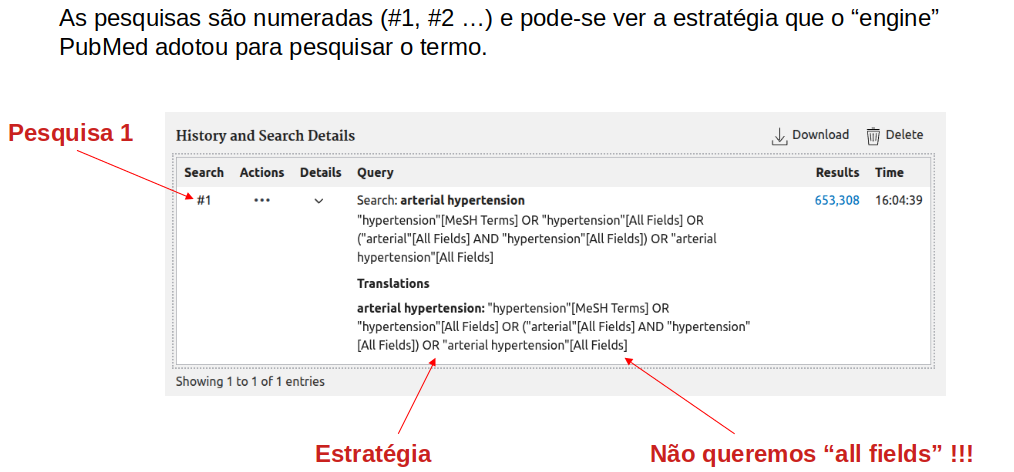 As pesquisas são numeradas (#1, #2 …) e pode-se ver a estratégia que o “engine”
PubMed adotou para pesquisar o termo.
Pesquisa 1
History and Search Details
Download
Delete
Search Actions Details Query Results Time
#1 ••• Search: arterial hypertension 653,308 16:04:39
"hypertension"[MeSH Terms] OR "hypertension"[All Fields] OR
("arterial"[All Fields] AND "hypertension"[All Fields]) OR "arterial
hypertension"[All Fields]
Translations
arterial hypertension: "hypertension"[MeSH Terms] OR
"hypertension"[All Fields] OR ("arterial"[All Fields] AND "hypertension"
[All Fields]) OR "arterial hypertension"[All Fields]
Showing 1 to 1 of 1 entries
Estratégia
Não queremos “all fields” !!!